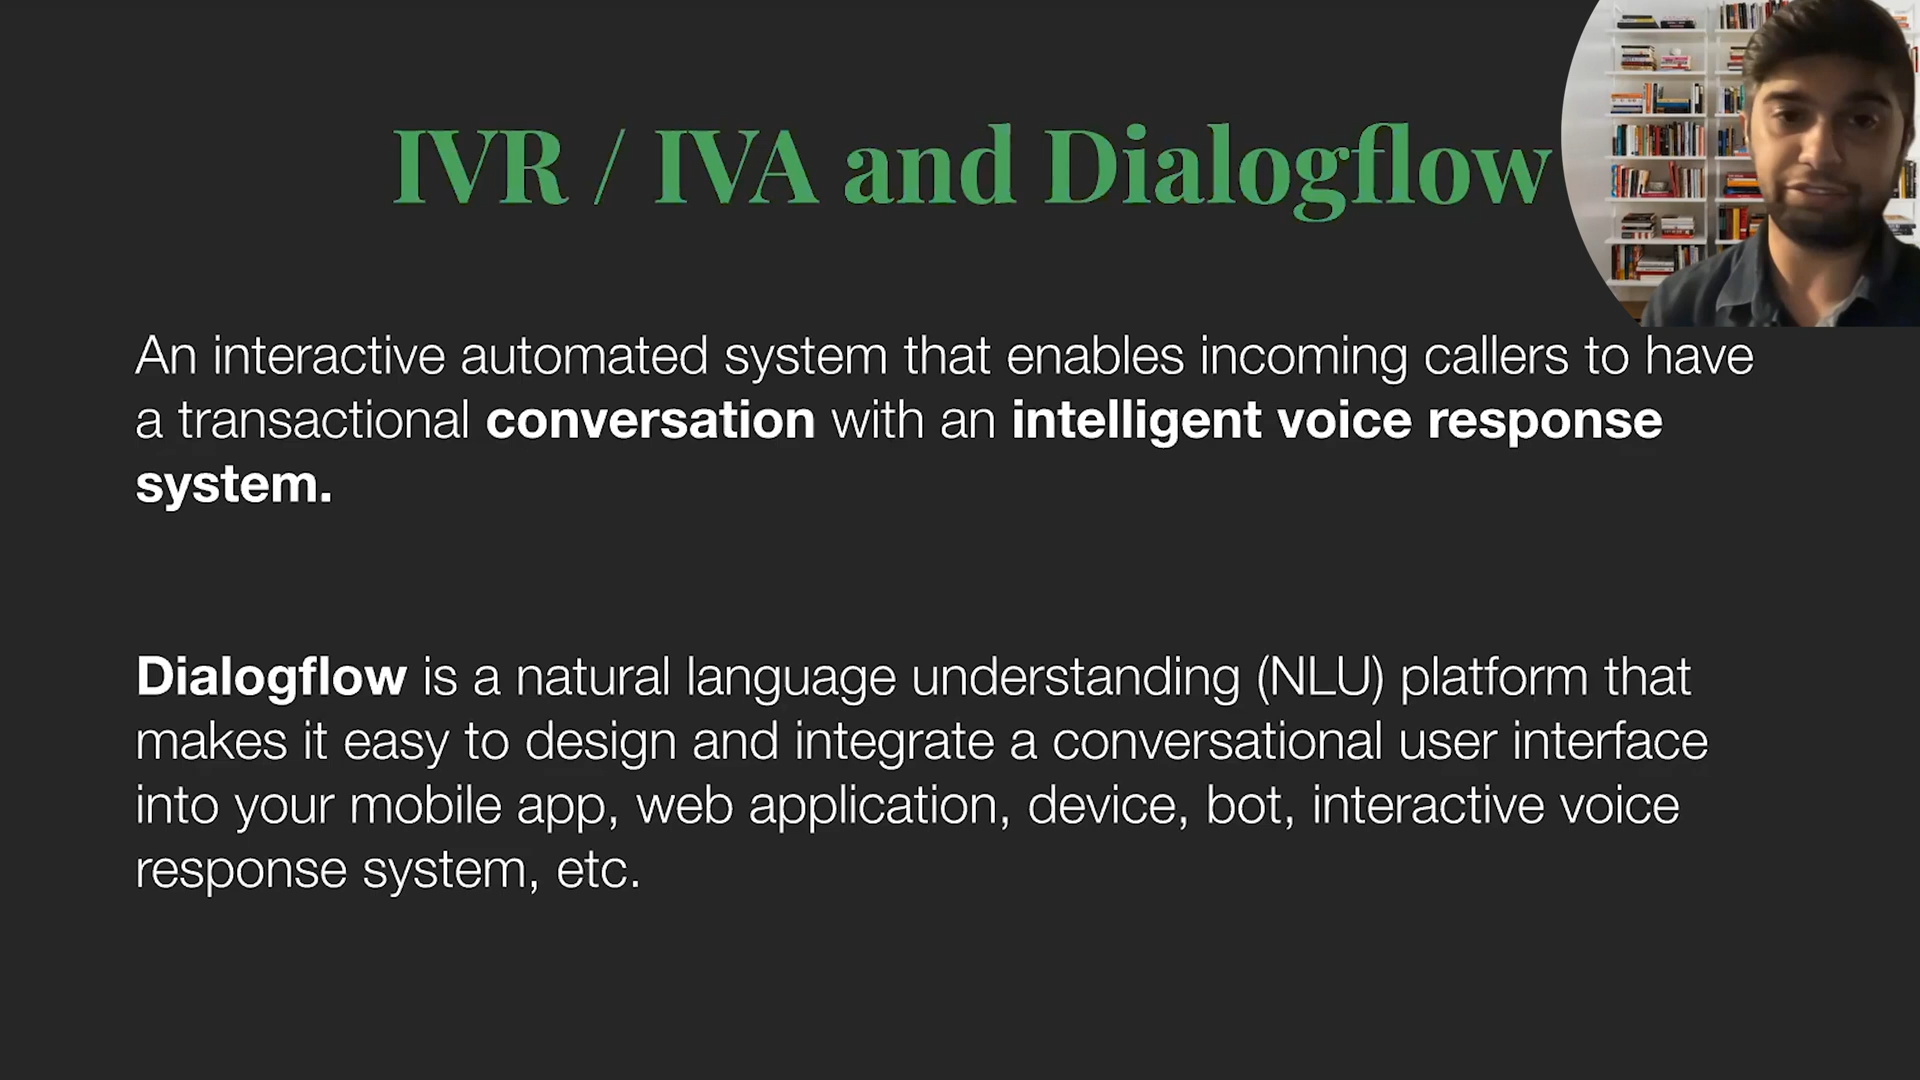 IVR / IVA and Dialogflow
An interactive automated system that enables incoming callers to have
a transactional conversation with an intelligent voice response
system.
Dialogflow is a natural language understanding (NLU) platform that
makes it easy to design and integrate a conversational user interface
into your mobile app, web application, device, bot, interactive voice
response system, etc.